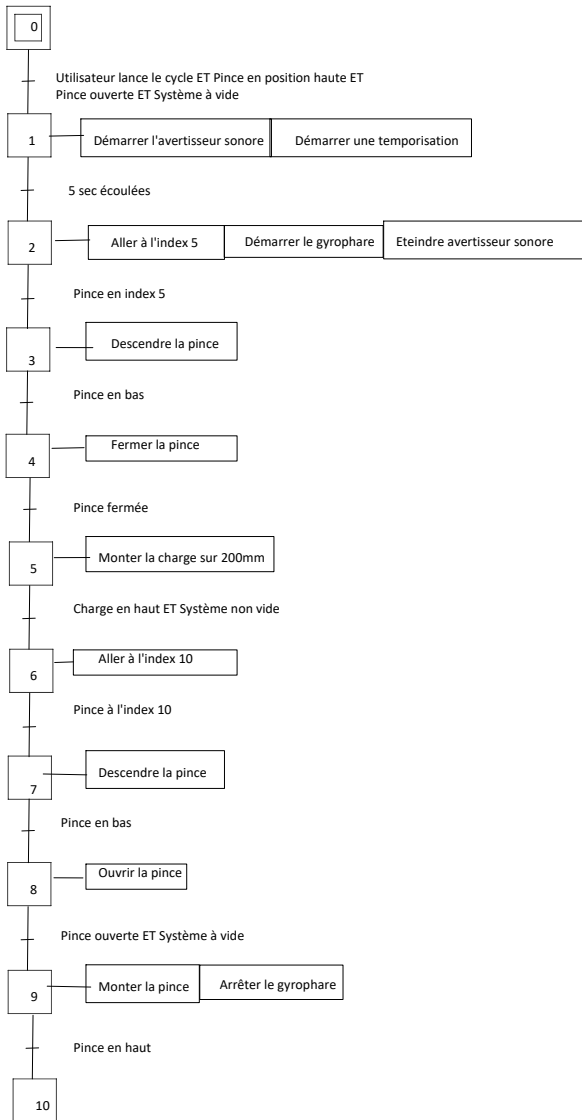 0
Utilisateur lance le cycle ET Pince en position haute ET
Pince ouverte ET Système à vide
1 Démarrer l'avertisseur sonore Démarrer une temporisation
5 sec écoulées
2 Aller à l'index 5 Démarrer le gyrophare Eteindre avertisseur sonore
Pince en index 5
3 Descendre la pince
Pince en bas
4 Fermer la pince
Pince fermée
5 Monter la charge sur 200mm
Charge en haut ET Système non vide
6 Aller à l'index 10
Pince à l'index 10
7 Descendre la pince
Pince en bas
8 Ouvrir la pince
Pince ouverte ET Système à vide
9 Monter la pince Arrêter le gyrophare
Pince en haut
10